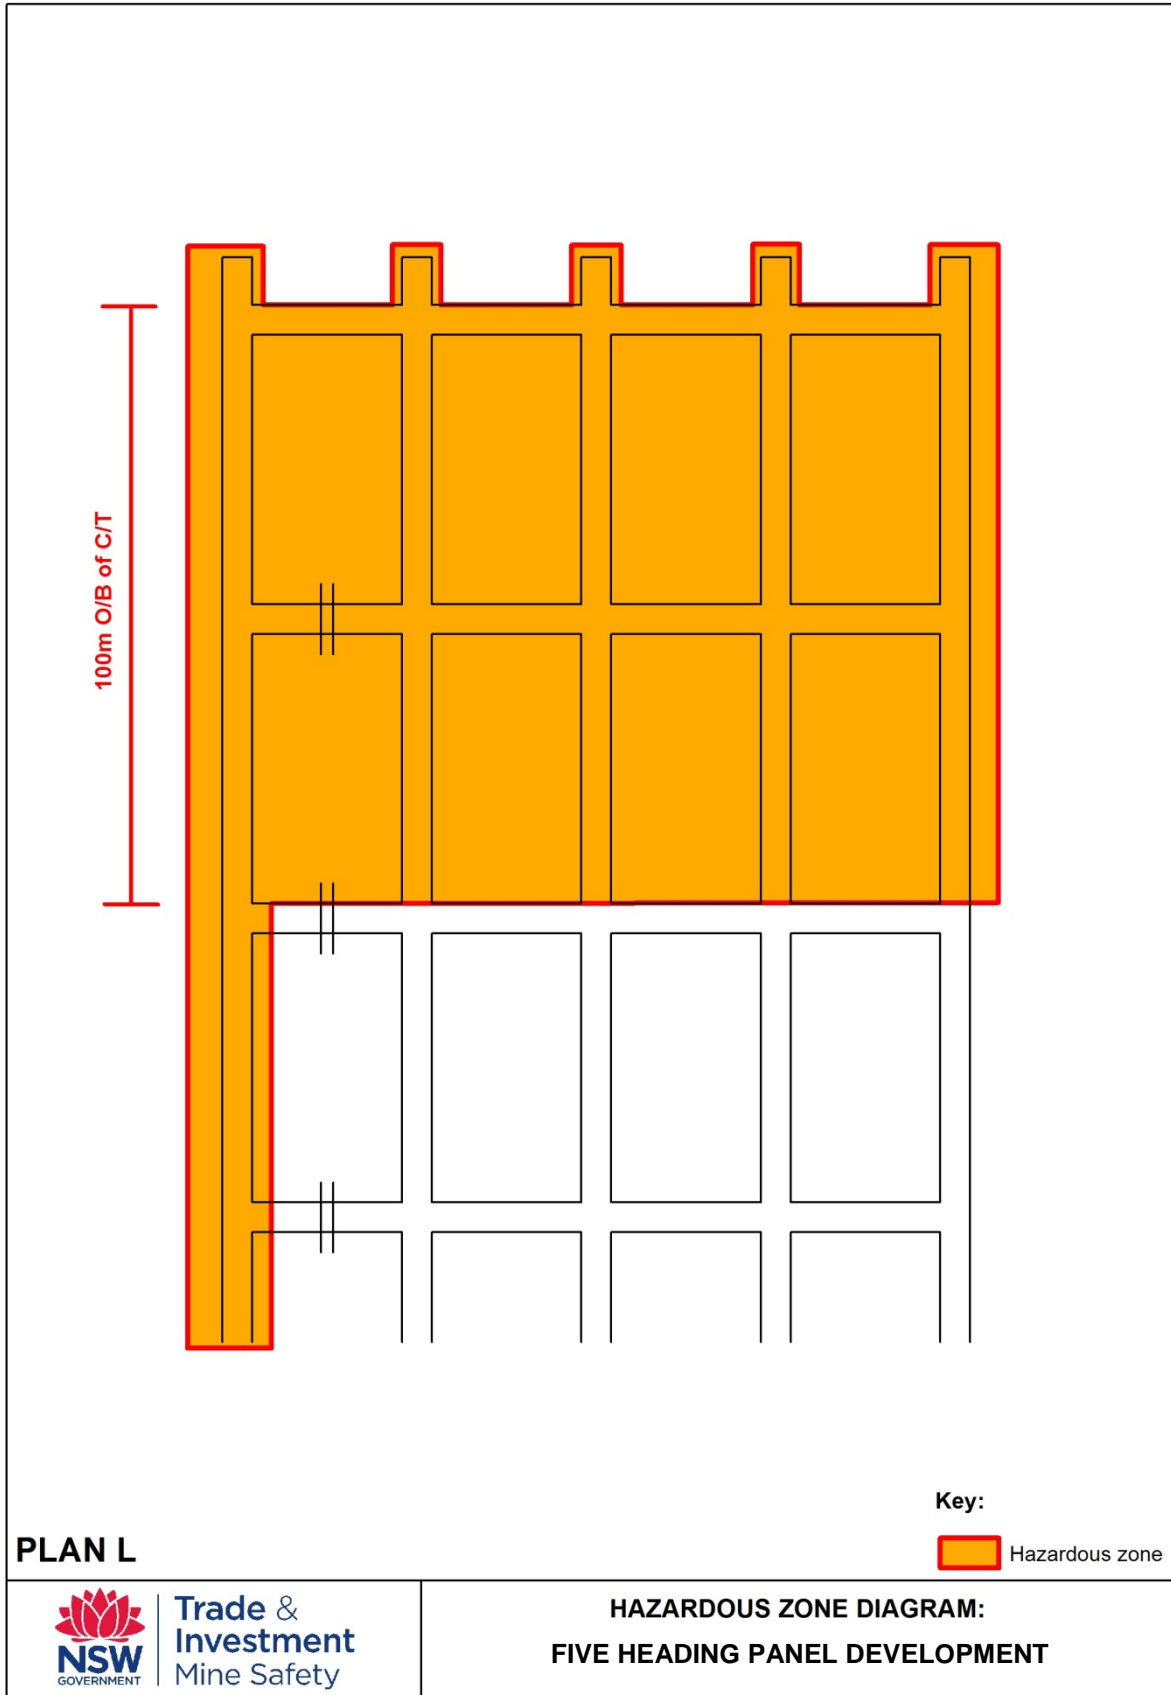 100m O/B of C/T
Key:
Hazardous zone
PLAN L
NSW
GOVERNMENT
Trade &
Investment
Mine Safety
HAZARDOUS ZONE DIAGRAM:
FIVE HEADING PANEL DEVELOPMENT